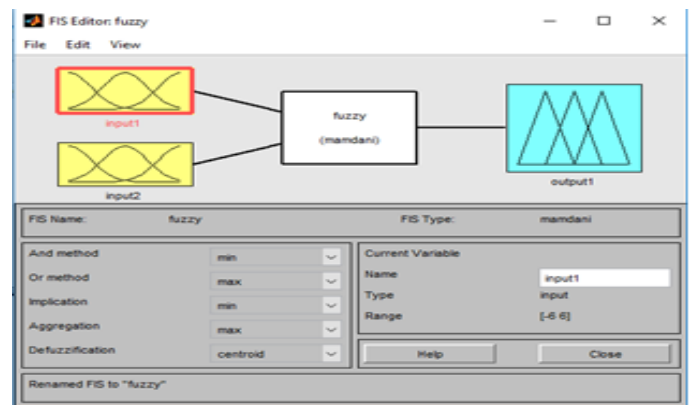 FIS Editor: fuzzy
File Edit View
input1
fuzzy
(mamdani)
input2
output1
FIS Name: fuzzy FIS Type: mamdani
And method min
Or method max
Implication min
Aggregation max
Defuzzification centroid
Current Variable
Name input1
Type input
Range [-6 6]
Help Close
Renamed FIS to "fuzzy"